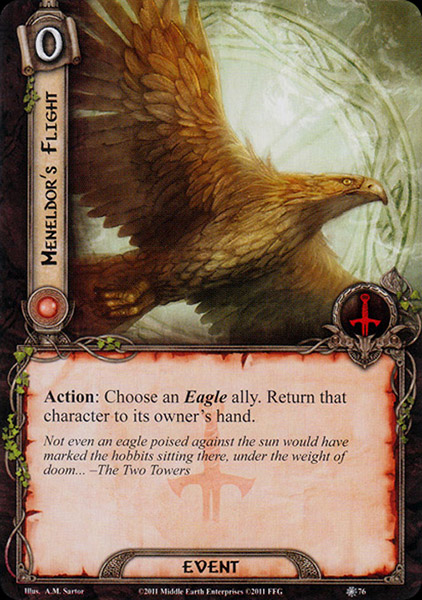 0
MENELDOR'S FLIGHT
Action: Choose an Eagle ally. Return that
character to its owner's hand.
Not even an eagle poised against the sun would have
marked the hobbits sitting there, under the weight of
doom... –The Two Towers
EVENT
Illus. A.M. Sartor
©2011 Middle Earth Enterprises ©2011 FFG
76